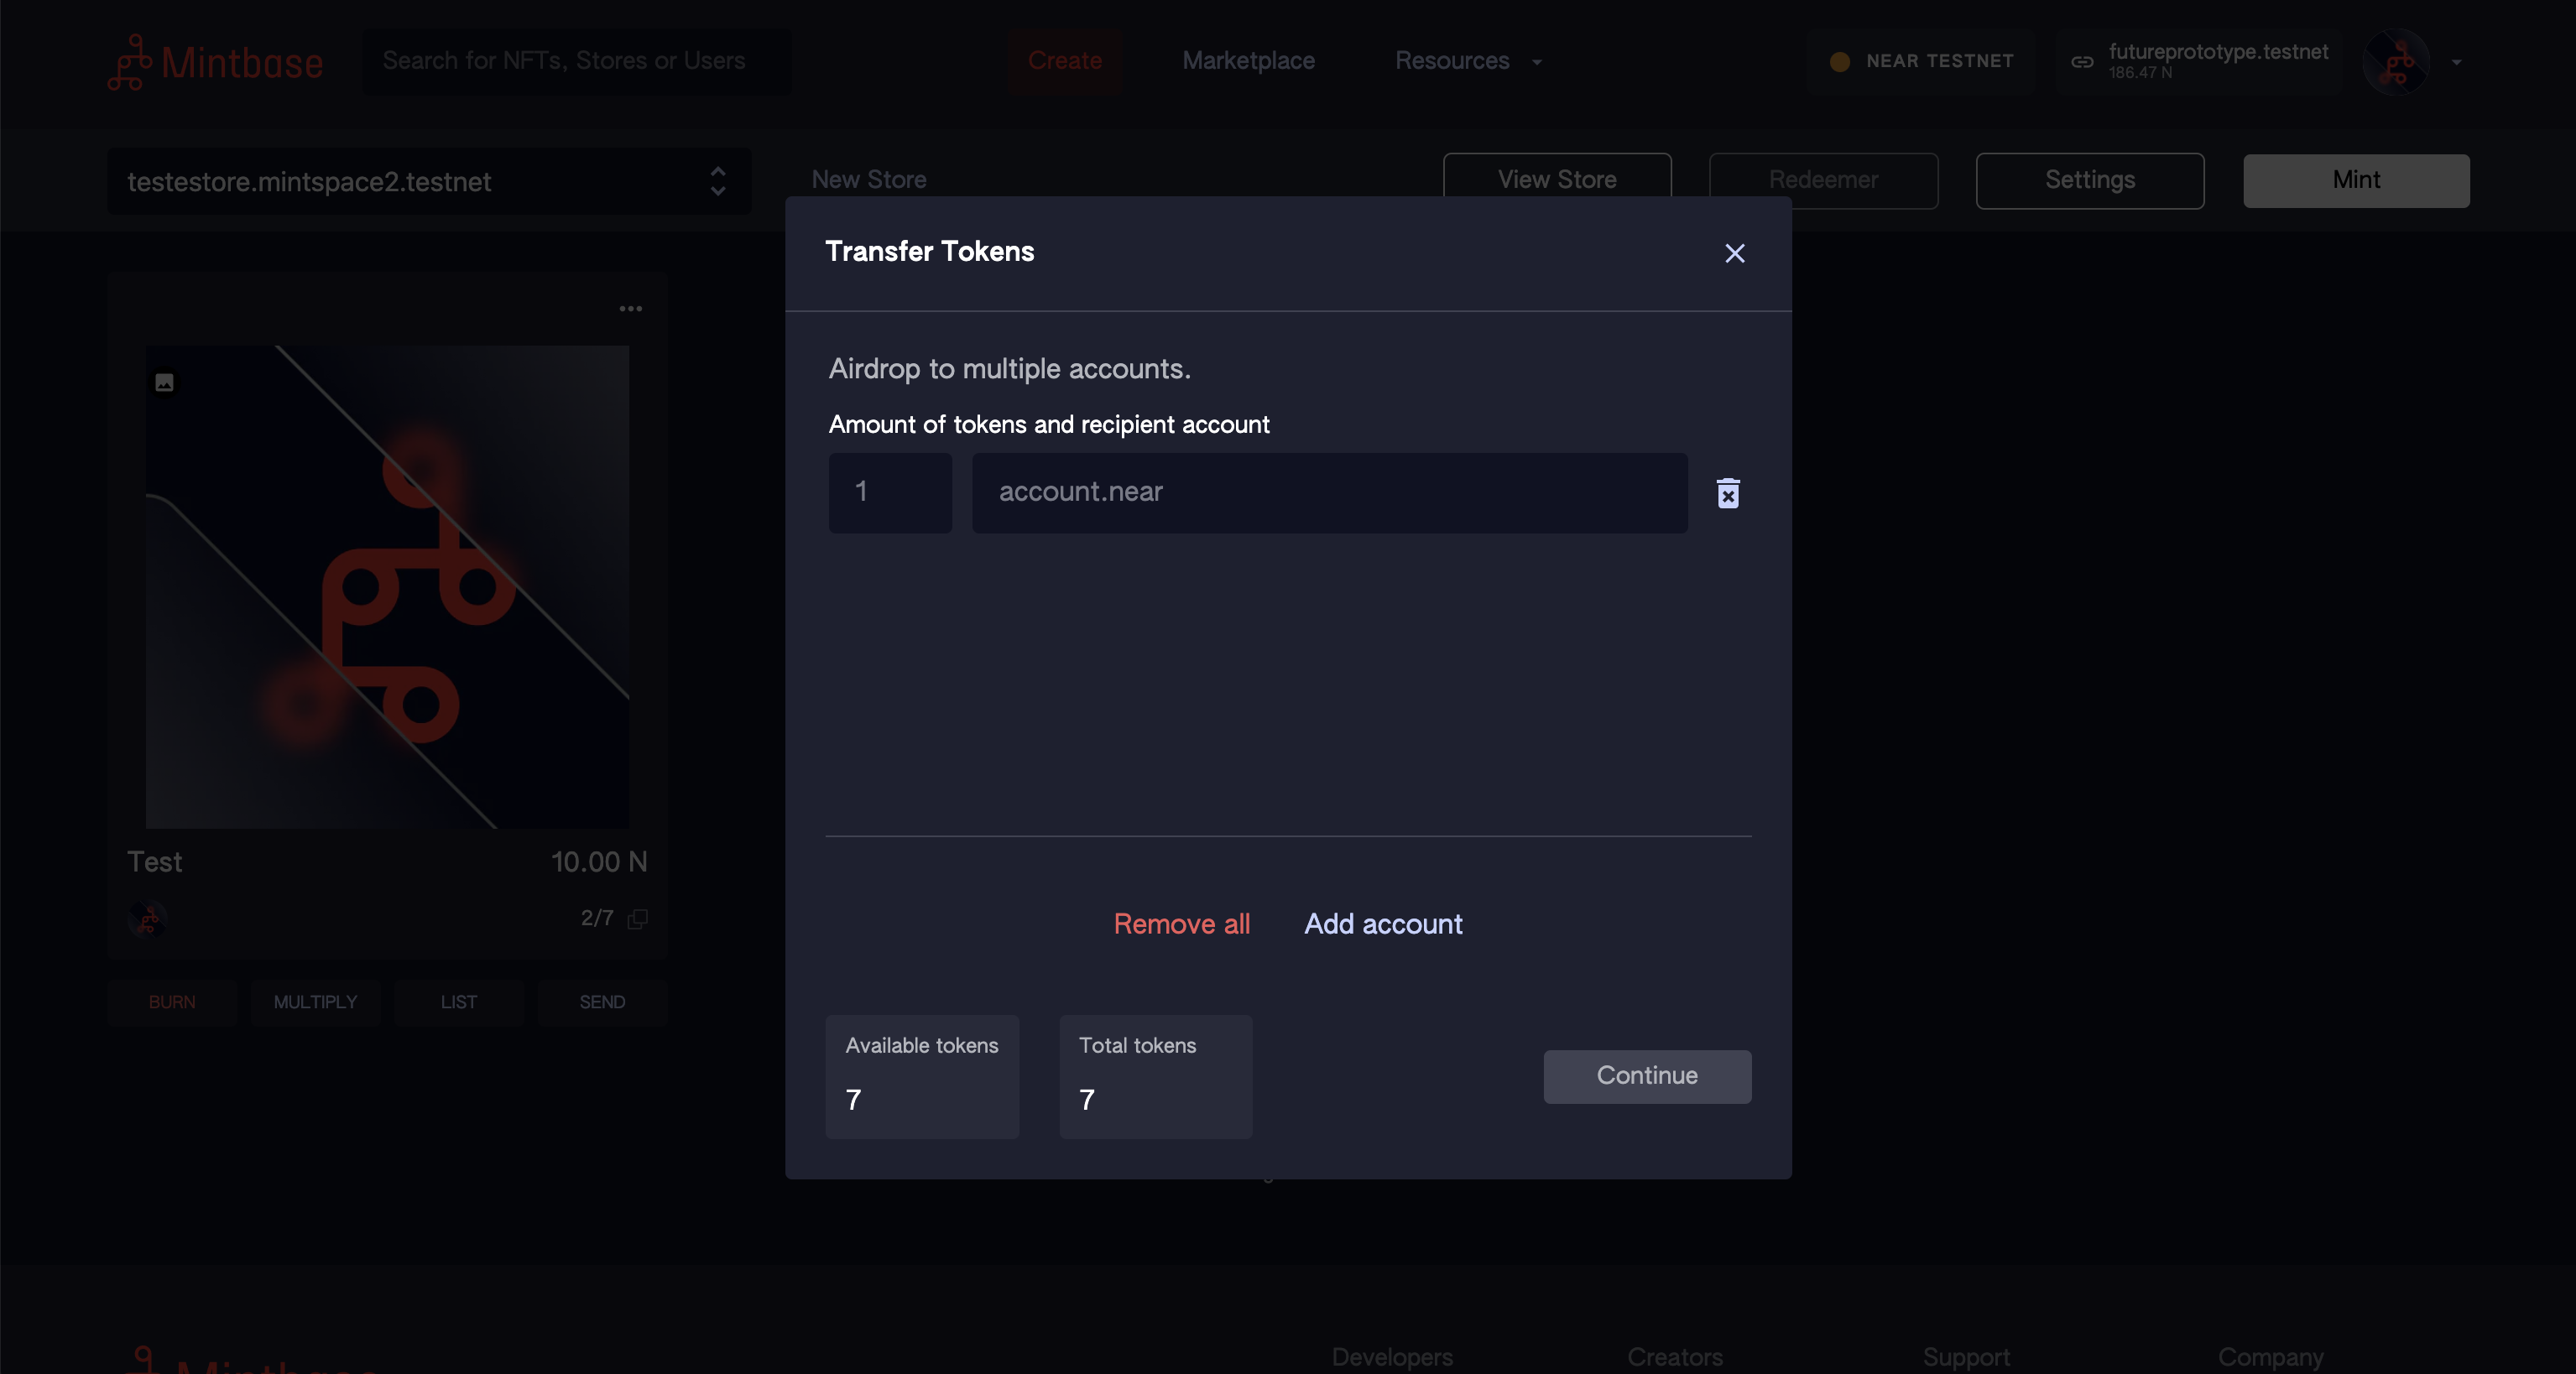 Mintbase
Search for NFTs, Stores or Users
Create
Marketplace
Resources
NEAR TESTNET
futureprototype.testnet
186.47 N
testestore.mintspace2.testnet
New Store
View Store
Redeemer
Settings
Mint
Transfer Tokens
Airdrop to multiple accounts.
Amount of tokens and recipient account
1
account.near
Test
10.00 N
2/7
Remove all
Add account
BURN
MULTIPLY
LIST
SEND
Available tokens
7
Total tokens
7
Continue
Mintbase
Developers
Creators
Support
Company